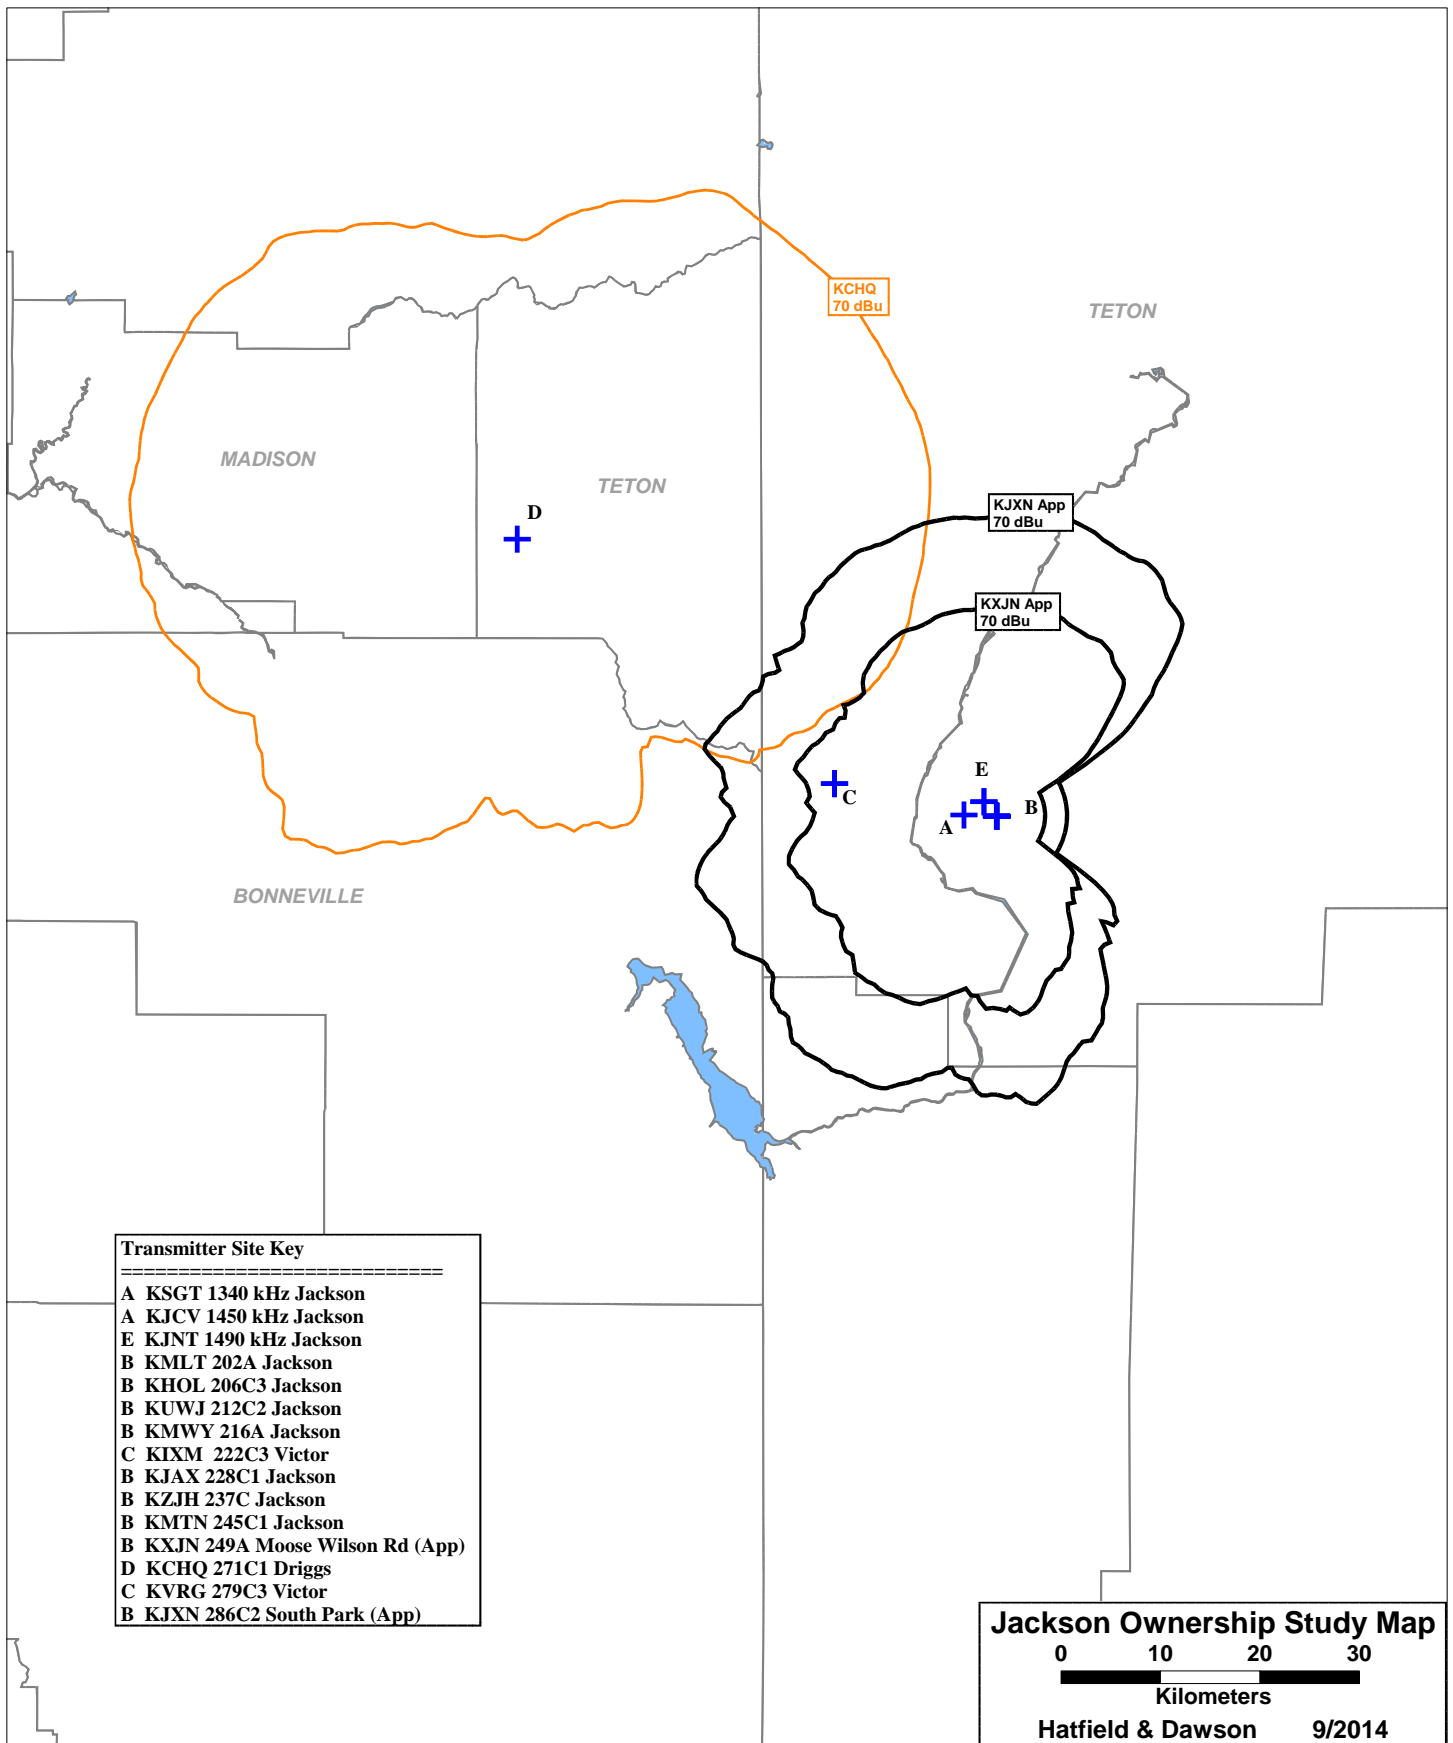 KCHQ
70 dBu
TETON
MADISON
TETON
D
KJXN App
70 dBu
KXJN App
70 dBu
E
C
B
A
BONNEVILLE
Transmitter Site Key
============================
A KSGT 1340 kHz Jackson
A KJCV 1450 kHz Jackson
E KJNT 1490 kHz Jackson
B KMLT 202A Jackson
B KHOL 206C3 Jackson
B KUWJ 212C2 Jackson
B KMWY 216A Jackson
C KIXM 222C3 Victor
B KJAX 228C1 Jackson
B KZJH 237C Jackson
B KMTN 245C1 Jackson
B KXJN 249A Moose Wilson Rd (App)
D KCHQ 271C1 Driggs
C KVRG 279C3 Victor
B KJXN 286C2 South Park (App)
Jackson Ownership Study Map
0 10 20 30
Kilometers
Hatfield & Dawson 9/2014